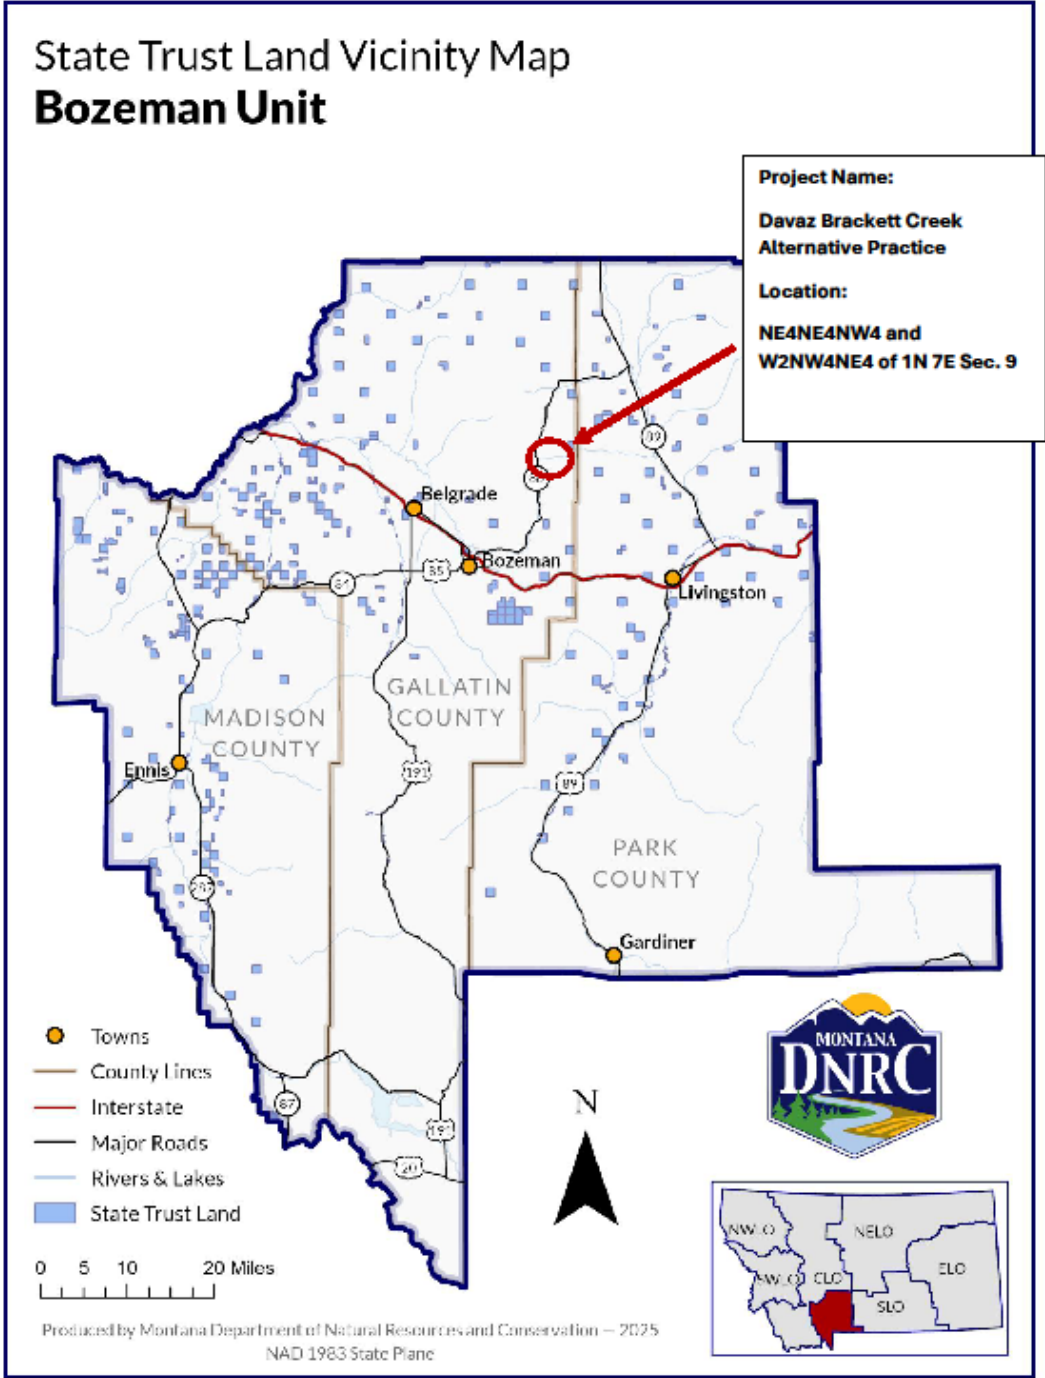 State Trust Land Vicinity Map
Bozeman Unit
Project Name:
Davaz Brackett Creek
Alternative Practice
Location:
NE4NE4NW4 and
W2NW4NE4 of 1N 7E Sec. 9
89
Belgrade
Bozeman
85
84
Livingston
GALLATIN
COUNTY
MADISON
COUNTY
Ennis
191
89
PARK
COUNTY
287
Gardiner
Towns
County Lines
Interstate
Major Roads
Rivers & Lakes
State Trust Land
87
191
20
N
MONTANA
DNRC
0 5 10 20 Miles
NWLO
SWLO
CLO
NELO
ELO
SLO
Produced by Montana Department of Natural Resources and Conservation — 2025
NAD 1983 State Plane